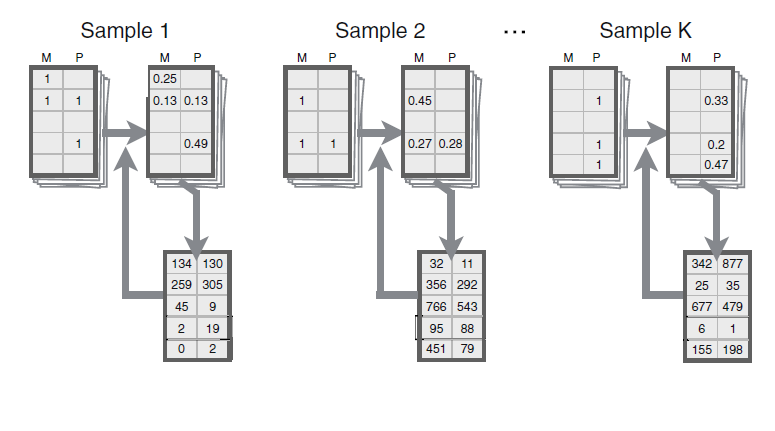 Sample 1 Sample 2 ... Sample K
M P M P M P M P M P M P
1 0.25
1 1 0.13 0.13 1 0.45 1 0.33
1 0.49 1 1 0.27 0.28 1 0.2
1 0.47
134 130 32 11 342 877
259 305 356 292 25 35
45 9 766 543 677 479
2 19 95 88 6 1
0 2 451 79 155 198